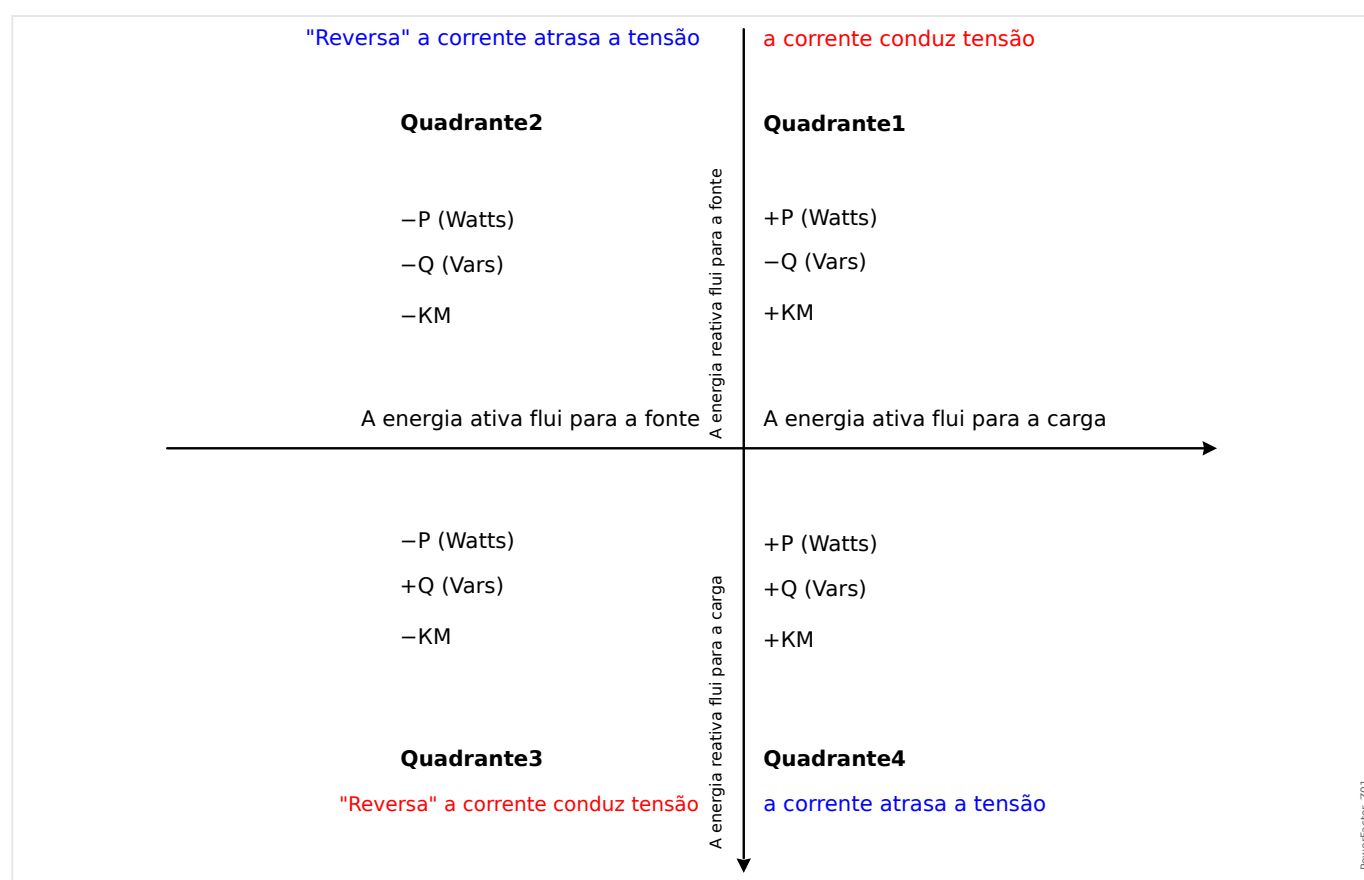 "Reversa" a corrente atrasa a tensão
a corrente conduz tensão
Quadrante2
Quadrante1
−P (Watts)
−Q (Vars)
−KM
+P (Watts)
−Q (Vars)
+KM
A energia reativa flui para a fonte
A energia ativa flui para a fonte
A energia ativa flui para a carga
−P (Watts)
+Q (Vars)
−KM
+P (Watts)
+Q (Vars)
+KM
A energia reativa flui para a carga
Quadrante3
Quadrante4
"Reversa" a corrente conduz tensão
a corrente atrasa a tensão
PowerFactor_Z01